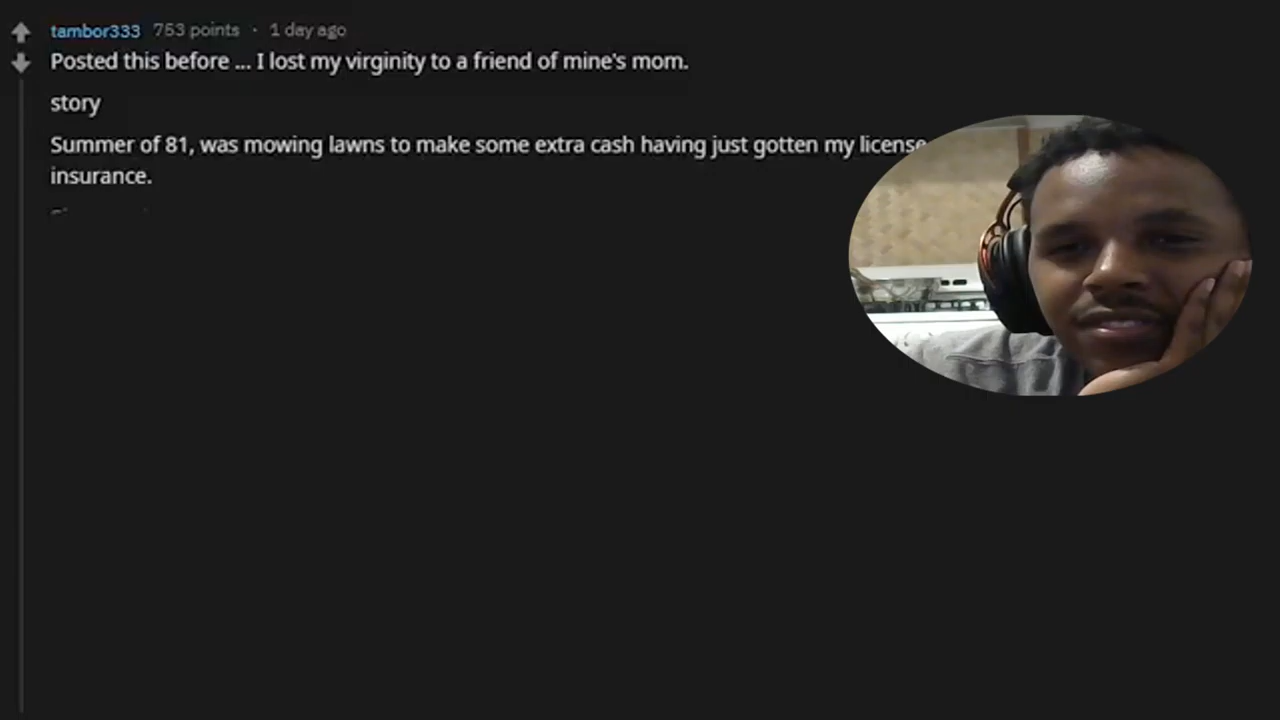 tambor333 753 points · 1 day ago
Posted this before ... I lost my virginity to a friend of mine's mom.
story
Summer of 81, was mowing lawns to make some extra cash having just gotten my license
insurance.